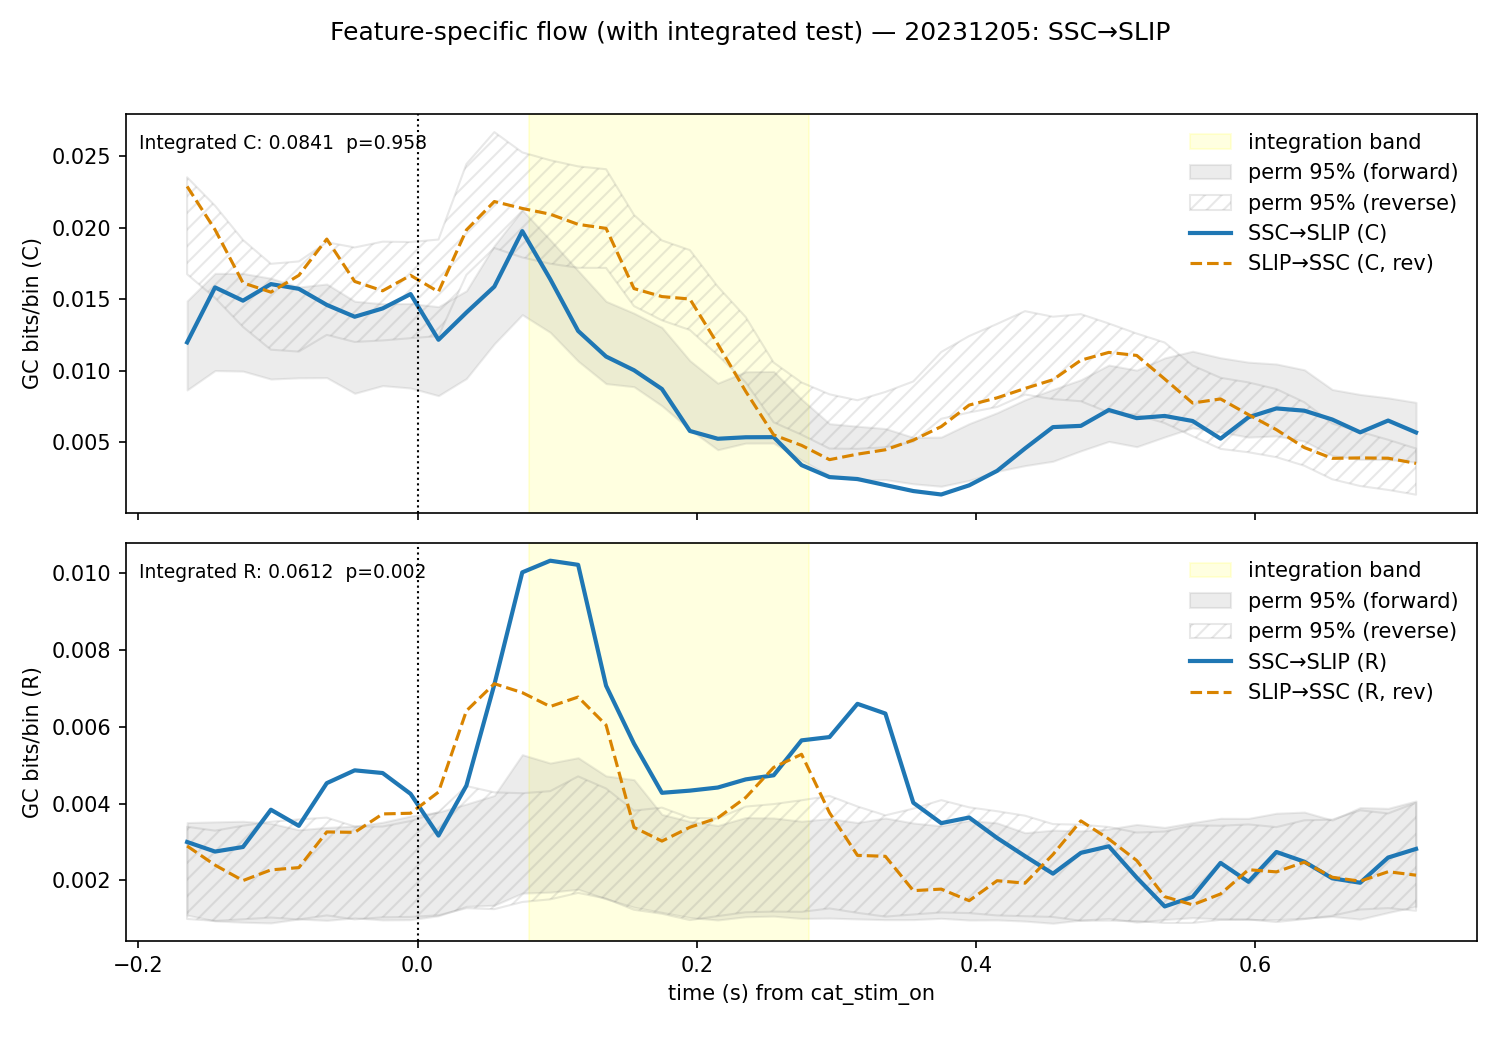 Feature-specific flow (with integrated test) — 20231205: SSC→SLIP
Integrated C: 0.0841  p=0.958
integration band
perm 95% (forward)
perm 95% (reverse)
SSC→SLIP (C)
SLIP→SSC (C, rev)
GC bits/bin (C)
0.025
0.020
0.015
0.010
0.005
Integrated R: 0.0612  p=0.002
integration band
perm 95% (forward)
perm 95% (reverse)
SSC→SLIP (R)
SLIP→SSC (R, rev)
GC bits/bin (R)
0.010
0.008
0.006
0.004
0.002
−0.2 0.0 0.2 0.4 0.6
time (s) from cat_stim_on